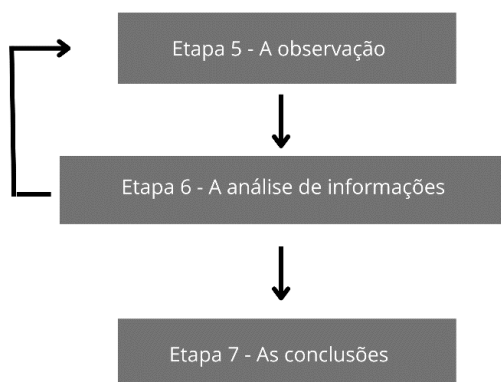 Etapa 5 - A observação
Etapa 6 - A análise de informações
Etapa 7 - As conclusões